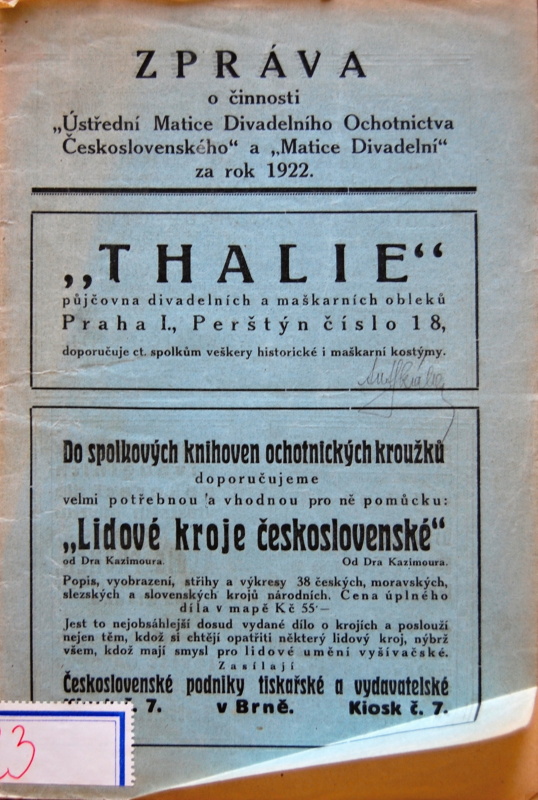 ZPRÁVA
o činnosti
„Ústřední Matice Divadelního Ochotnictva
Československého“ a „Matice Divadelní“
za rok 1922.
„THALIE“
půjčovna divadelních a maškarních obleků
Praha I., Perštýn číslo 18,
doporučuje ct. spolkům veškery historické i maškarní kostýmy.
Do spolkových knihoven ochotnických kroužků
doporučujeme
velmi potřebnou a vhodnou pro ně pomůcku:
„Lidové kroje československé“
od Dra Kazimoura. Od Dra Kazimoura.
Popis, vyobrazení, střihy a výkresy 38 českých, moravských,
slezských a slovenských krojů národních. Cena úplného
díla v mapě Kč 55·—
Jest to nejobsáhlejší dosud vydané dílo o krojích a poslouží
nejen těm, kdož si chtějí opatřiti některý lidový kroj, nýbrž
všem, kdož mají smysl pro lidové umění vyšívačské.
Zasílají
Československé podniky tiskařské a vydavatelské
7. v Brně. Kiosk č. 7.
3